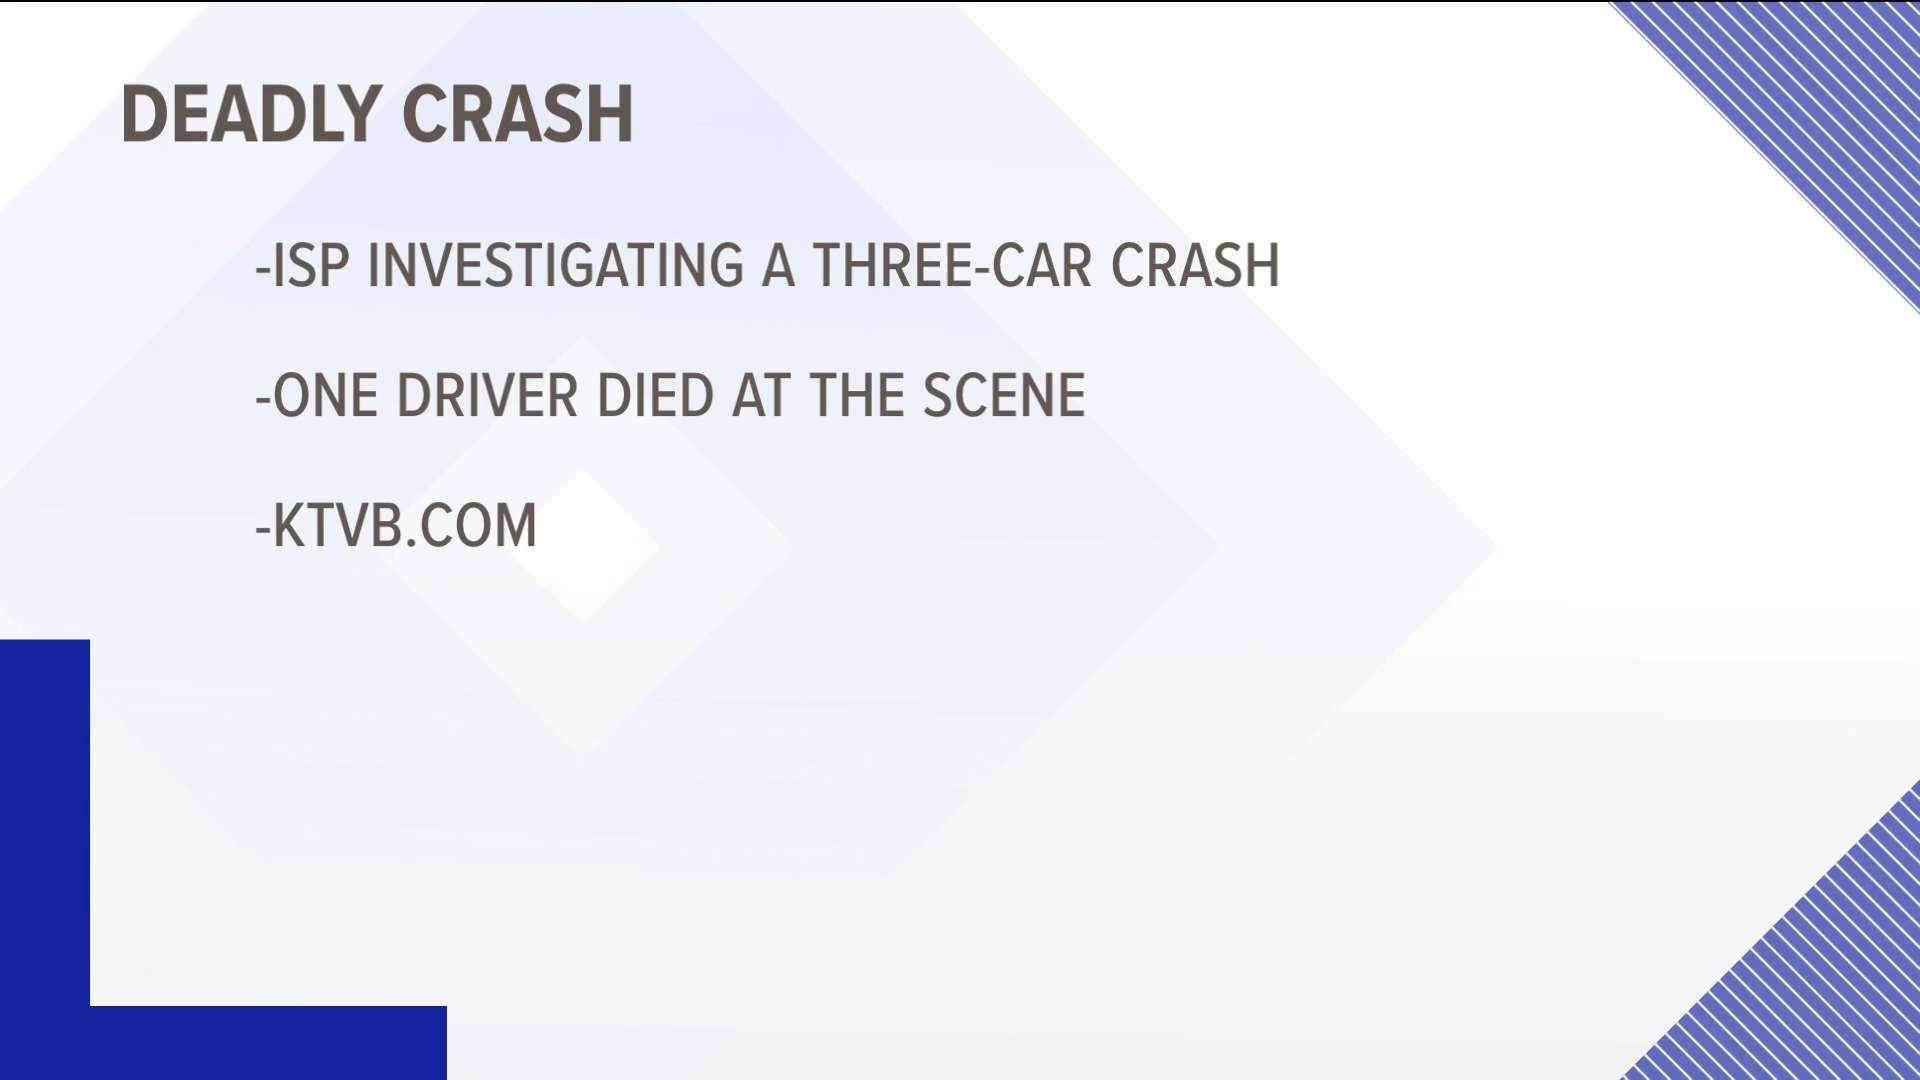 DEADLY CRASH
-ISP INVESTIGATING A THREE-CAR CRASH
-ONE DRIVER DIED AT THE SCENE
-KTVB.COM